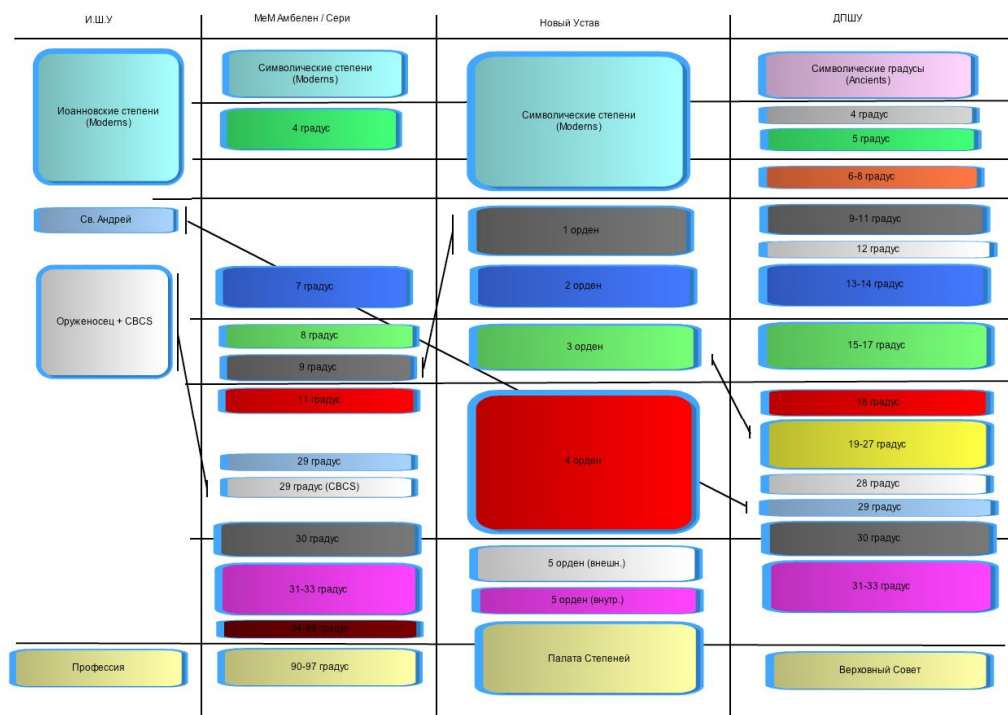 И.Ш.У
МеМ Амбелен / Сери
Новый Устав
ДПШУ
Иоанновские степени
(Moderns)
Св. Андрей
Оруженосец + CBCS
Профессия
Символические степени
(Moderns)
4 градус
7 градус
8 градус
9 градус
11 градус
29 градус
29 градус (CBCS)
30 градус
31-33 градус
34-89 градус
90-97 градус
Символические степени
(Moderns)
1 орден
2 орден
3 орден
4 орден
5 орден (внешн.)
5 орден (внутр.)
Палата Степеней
Символические градусы
(Ancients)
4 градус
5 градус
6-8 градус
9-11 градус
12 градус
13-14 градус
15-17 градус
18 градус
19-27 градус
28 градус
29 градус
30 градус
31-33 градус
Верховный Совет